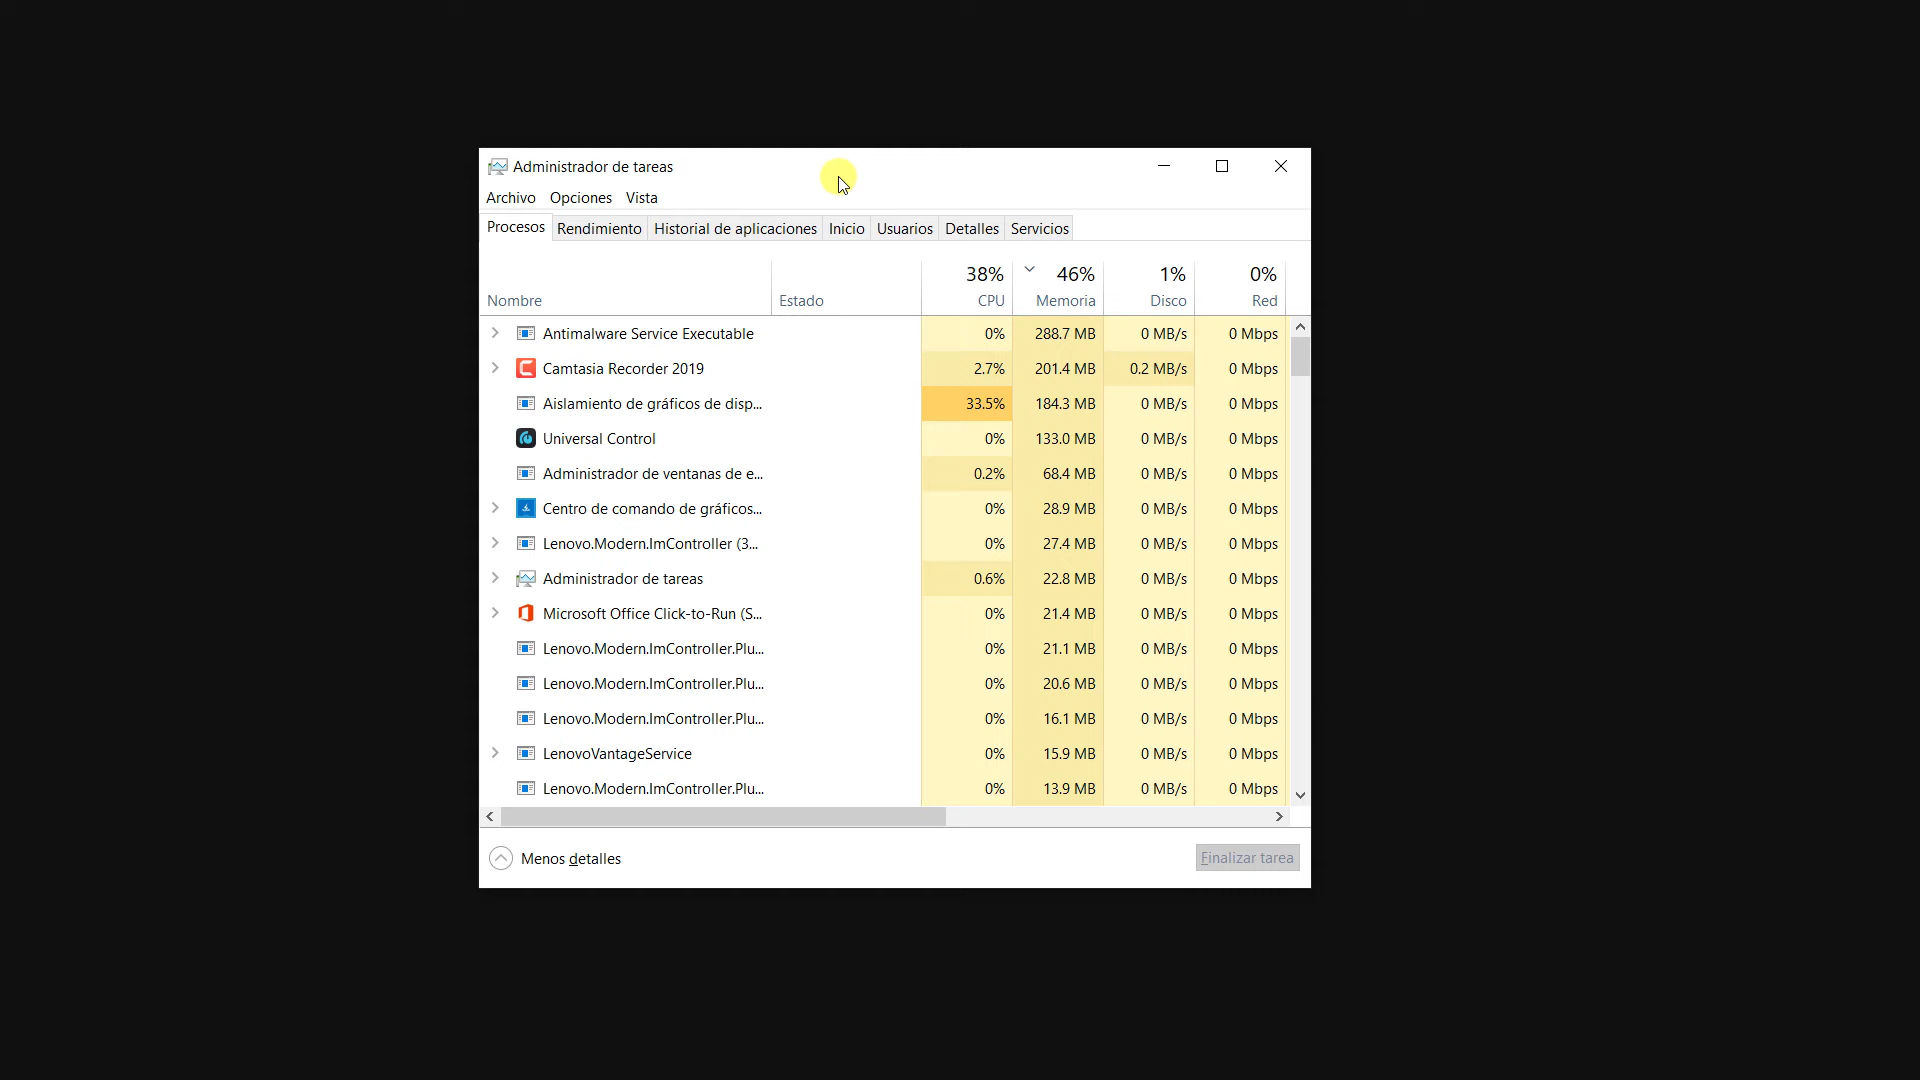 Administrador de tareas
Archivo Opciones Vista
Procesos Rendimiento Historial de aplicaciones Inicio Usuarios Detalles Servicios
38% 46% 1% 0%
Nombre Estado CPU Memoria Disco Red
Antimalware Service Executable 0% 288.7 MB 0 MB/s 0 Mbps
Camtasia Recorder 2019 2.7% 201.4 MB 0.2 MB/s 0 Mbps
Aislamiento de gráficos de disp... 33.5% 184.3 MB 0 MB/s 0 Mbps
Universal Control 0% 133.0 MB 0 MB/s 0 Mbps
Administrador de ventanas de e... 0.2% 68.4 MB 0 MB/s 0 Mbps
Centro de comando de gráficos... 0% 28.9 MB 0 MB/s 0 Mbps
Lenovo.Modern.ImController (3... 0% 27.4 MB 0 MB/s 0 Mbps
Administrador de tareas 0.6% 22.8 MB 0 MB/s 0 Mbps
Microsoft Office Click-to-Run (S... 0% 21.4 MB 0 MB/s 0 Mbps
Lenovo.Modern.ImController.Plu... 0% 21.1 MB 0 MB/s 0 Mbps
Lenovo.Modern.ImController.Plu... 0% 20.6 MB 0 MB/s 0 Mbps
Lenovo.Modern.ImController.Plu... 0% 16.1 MB 0 MB/s 0 Mbps
LenovoVantageService 0% 15.9 MB 0 MB/s 0 Mbps
Lenovo.Modern.ImController.Plu... 0% 13.9 MB 0 MB/s 0 Mbps
Menos detalles Finalizar tarea